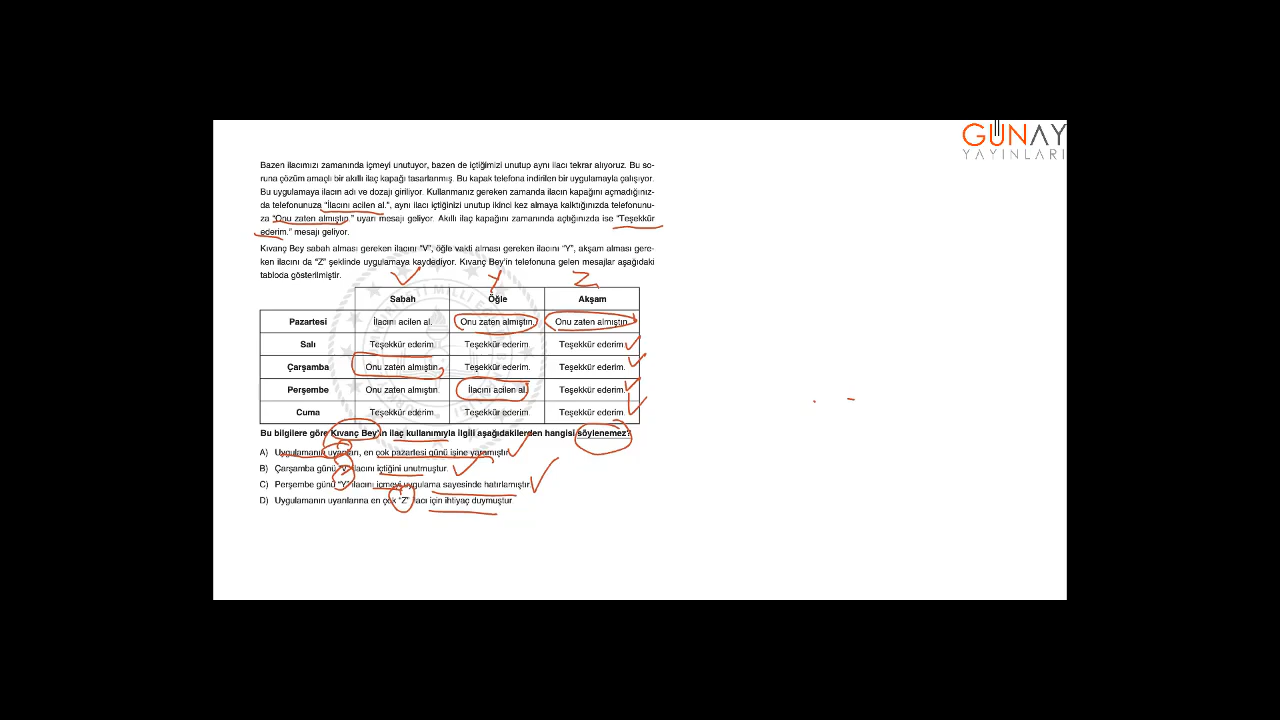 GÜNAY
YAYINLARI
Bazen ilacımızı zamanında içmeyi unutuyor, bazen de içtiğimizi unutup aynı ilacı tekrar alıyoruz. Bu so-
runa çözüm amaçlı bir akıllı ilaç kapağı tasarlanmış. Bu kapak telefona indirilen bir uygulamayla çalışıyor.
Bu uygulamaya ilacın adı ve dozajı giriliyor. Kullanmanız gereken zamanda ilacın kapağını açmadığınız-
da telefonunuza “İlacını acilen al.”, aynı ilacı içtiğinizi unutup ikinci kez almaya kalktığınızda telefonunu-
za “Onu zaten almıştın.” uyarı mesajı geliyor. Akıllı ilaç kapağını zamanında açtığınızda ise “Teşekkür
ederim.” mesajı geliyor.
Kıvanç Bey sabah alması gereken ilacını “V”, öğle vakti alması gereken ilacını “Y”, akşam alması gere-
ken ilacını da “Z” şeklinde uygulamaya kaydediyor. Kıvanç Bey'in telefonuna gelen mesajlar aşağıdaki
tabloda gösterilmiştir.
V Y Z
Sabah Öğle Akşam
Pazartesi İlacını acilen al. Onu zaten almıştın. Onu zaten almıştın.
Salı Teşekkür ederim. Teşekkür ederim. Teşekkür ederim.
Çarşamba Onu zaten almıştın. Teşekkür ederim. Teşekkür ederim.
Perşembe Onu zaten almıştın. İlacını acilen al. Teşekkür ederim.
Cuma Teşekkür ederim. Teşekkür ederim. Teşekkür ederim.
Bu bilgilere göre Kıvanç Bey'in ilaç kullanımıyla ilgili aşağıdakilerden hangisi söylenemez?
A) Uygulamanın uyarıları, en çok pazartesi günü işine yaramıştır.
B) Çarşamba günü “V” ilacını içtiğini unutmuştur.
C) Perşembe günü “Y” ilacını içmeyi uygulama sayesinde hatırlamıştır.
D) Uygulamanın uyarılarına en çok “Z” ilacı için ihtiyaç duymuştur.